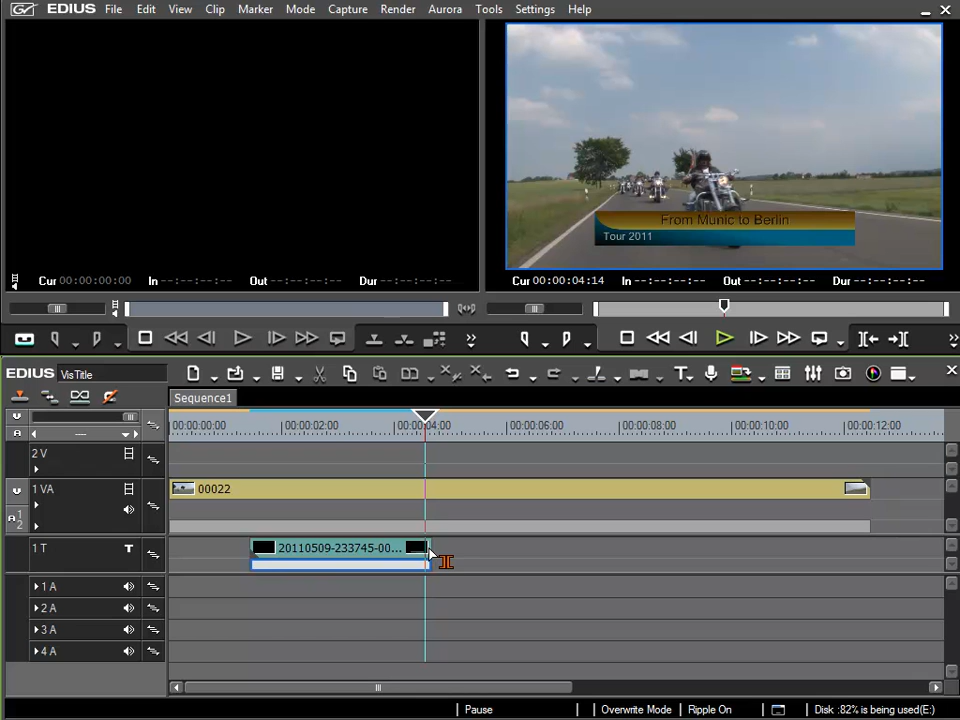 EDIUS File Edit View Clip Marker Mode Capture Render Aurora Tools Settings Help
From Munic to Berlin
Tour 2011
Cur 00:00:00:00 In --:--:--:-- Out --:--:--:-- Dur --:--:--:--
Cur 00:00:04:14 In --:--:--:-- Out --:--:--:-- Dur --:--:--:--
EDIUS VisTitle
Sequence1
00:00:00:00 00:00:02:00 00:00:04:00 00:00:06:00 00:00:08:00 00:00:10:00 00:00:12:00
2 V
1 VA 00022
A 1
2
1 T T 20110509-233745-00...
1 A
2 A
3 A
4 A
Pause Overwrite Mode Ripple On Disk :82% is being used(E:)